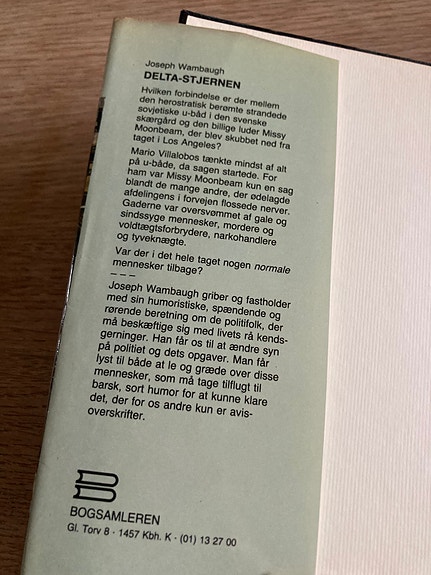 Joseph Wambaugh
DELTA-STJERNEN
Hvilken forbindelse er der mellem
den herostratisk berømte strandede
sovjetiske u-båd i den svenske
skærgård og den billige luder Missy
Moonbeam, der blev skubbet ned fra
taget i Los Angeles?
Mario Villalobos tænkte mindst af alt
på u-både, da sagen startede. For
ham var Missy Moonbeam kun en sag
blandt de mange andre, der ødelagde
afdelingens i forvejen flossede nerver.
Gaderne var oversvømmet af gale og
sindssyge mennesker, mordere og
voldtægtsforbrydere, narkohandlere
og tyveknægte.
Var der i det hele taget nogen normale
mennesker tilbage?
– – –
Joseph Wambaugh griber og fastholder
med sin humoristiske, spændende og
rørende beretning om de politifolk, der
må beskæftige sig med livets rå kends-
gerninger. Han får os til at ændre syn
på politiet og dets opgaver. Man får
lyst til både at le og græde over disse
mennesker, som må tage tilflugt til
barsk, sort humor for at kunne klare
det, der for os andre kun er avis-
overskrifter.
BOGSAMLEREN
Gl. Torv 8 · 1457 Kbh. K · (01) 13 27 00